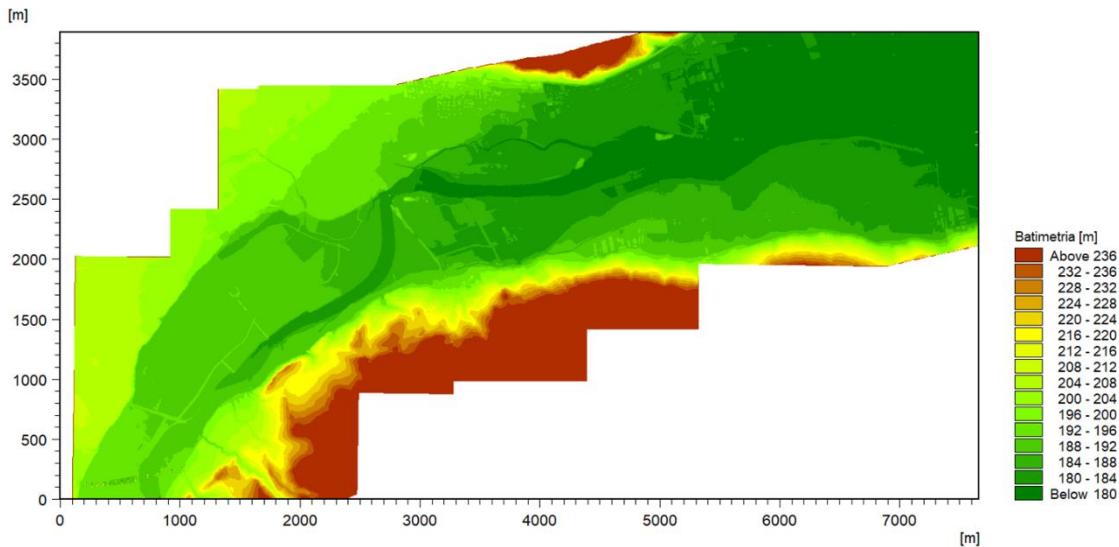 [m]
3500
3000
2500
2000
1500
1000
500
0
0 1000 2000 3000 4000 5000 6000 7000
[m]
Batimetria [m]
Above 236
232 - 236
228 - 232
224 - 228
220 - 224
216 - 220
212 - 216
208 - 212
204 - 208
200 - 204
196 - 200
192 - 196
188 - 192
184 - 188
180 - 184
Below 180